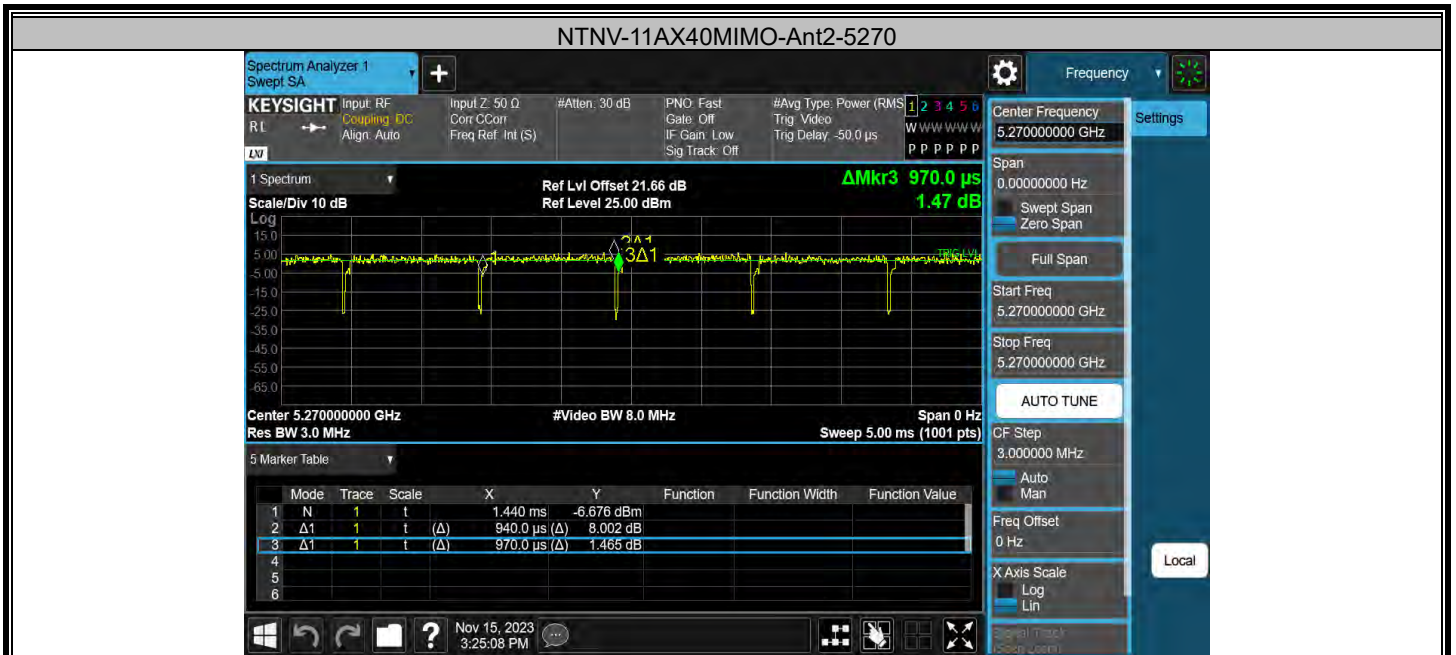 NTNV-11AX40MIMO-Ant2-5270
Spectrum Analyzer 1
Swept SA
+
Frequency
KEYSIGHT
RL
LXI
Input: RF
Coupling: DC
Align: Auto
Input Z: 50 Ω
Corr CCorr
Freq Ref: Int (S)
#Atten: 30 dB
PNO: Fast
Gate: Off
IF Gain: Low
Sig Track: Off
#Avg Type: Power (RMS
Trig: Video
Trig Delay: -50.0 µs
1 2 3 4 5 6
W W W W W W
P P P P P P
1 Spectrum
Scale/Div 10 dB
Ref Lvl Offset 21.66 dB
Ref Level 25.00 dBm
ΔMkr3 970.0 µs
1.47 dB
Log
15.0
5.00
-5.00
-15.0
-25.0
-35.0
-45.0
-55.0
-65.0
1
3Δ1
TRIG LVL
Center 5.270000000 GHz
#Video BW 8.0 MHz
Span 0 Hz
Res BW 3.0 MHz
Sweep 5.00 ms (1001 pts)
5 Marker Table
Mode Trace Scale X Y Function Function Width Function Value
1 N 1 t 1.440 ms -6.676 dBm
2 Δ1 1 t (Δ) 940.0 µs (Δ) 8.002 dB
3 Δ1 1 t (Δ) 970.0 µs (Δ) 1.465 dB
4
5
6
?
Nov 15, 2023
3:25:08 PM
Center Frequency
5.270000000 GHz
Settings
Span
0.00000000 Hz
Swept Span
Zero Span
Full Span
Start Freq
5.270000000 GHz
Stop Freq
5.270000000 GHz
AUTO TUNE
CF Step
3.000000 MHz
Auto
Man
Freq Offset
0 Hz
X Axis Scale
Log
Lin
Signal Track
Local